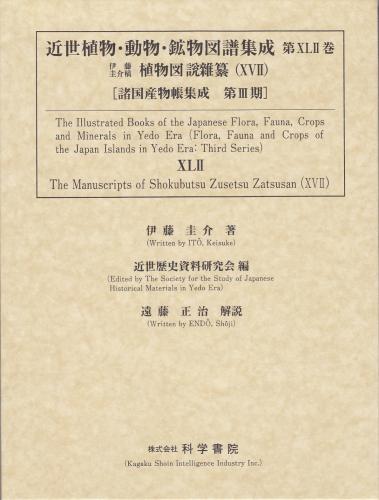 近世植物・動物・鉱物図譜集成 第XLⅡ巻
伊藤圭介稿 植物図説雑纂(XVⅡ)
[諸国産物帳集成 第Ⅲ期]
The Illustrated Books of the Japanese Flora, Fauna, Crops
and Minerals in Yedo Era (Flora, Fauna and Crops of
the Japan Islands in Yedo Era: Third Series)
XLⅡ
The Manuscripts of Shokubutsu Zusetsu Zatsusan (XVⅡ)
伊藤圭介 著
(Written by ITŌ, Keisuke)
近世歴史資料研究会 編
(Edited by The Society for the Study of Japanese
Historical Materials in Yedo Era)
遠藤正治 解説
(Written by ENDŌ, Shōji)
株式会社 科学書院
(Kagaku Shoin Intelligence Industry Inc.)